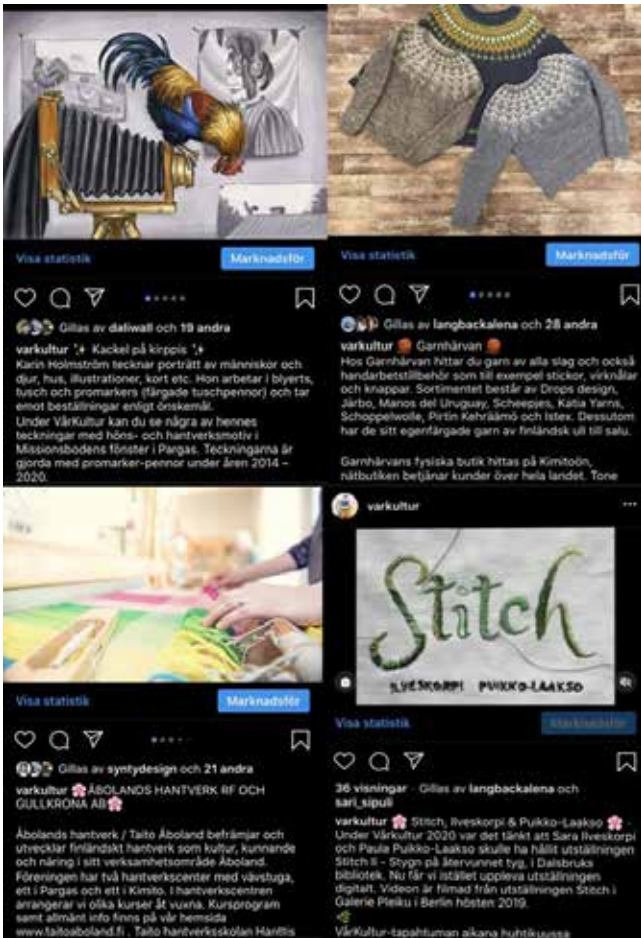 Visa statistik
Marknadsför
Gillas av daliwall och 19 andra
varkultur ✨ Kackel på kirppis ✨
Karin Holmström tecknar porträtt av människor och
djur, hus, illustrationer, kort etc. Hon arbetar i blyerts,
tusch och promarkers (färgade tuschpennor) och tar
emot beställningar enligt önskemål.
Under VårKultur kan du se några av hennes
teckningar med höns- och hantverksmotiv i
Missionsbodens fönster i Pargas. Teckningarna är
gjorda med promarker-pennor under åren 2014 –
2020.
Visa statistik
Marknadsför
Gillas av langbackalena och 28 andra
varkultur 🧶 Garnhärvan 🧶
Hos Garnhärvan hittar du garn av alla slag och också
handarbetstillbehör som till exempel stickor, virknålar
och knappar. Sortimentet består av Drops design,
Järbo, Manos del Uruguay, Scheepjes, Katia Yarns,
Schoppelwolle, Pirtin Kehräämö och Istex. Dessutom
har de sitt egenfärgade garn av finländsk ull till salu.
Garnhärvans fysiska butik hittas på Kimitoön,
nätbutiken betjänar kunder över hela landet. Tone
Visa statistik
Marknadsför
Gillas av syntydesign och 21 andra
varkultur 🌸ÅBOLANDS HANTVERK RF OCH
GULLKRONA AB🌸
Åbolands hantverk / Taito Åboland befrämjar och
utvecklar finländskt hantverk som kultur, kunnande
och näring i sitt verksamhetsområde Åboland.
Föreningen har två hantverkscenter med vävstuga,
ett i Pargas och ett i Kimito. I hantverkscentren
arrangerar vi olika kurser åt vuxna. Kursprogram
samt allmänt info finns på vår hemsida
www.taitoaboland.fi . Taito hantverksskolan Hanttis
varkultur
Stitch
ILVESKORPI PUIKKO-LAAKSO
Visa statistik
Marknadsför
36 visningar · Gillas av langbackalena och
sari_sipuli
varkultur 🌸 Stitch, Ilveskorpi & Puikko-Laakso 🌸 -
Under Vårkultur 2020 var det tänkt att Sara Ilveskorpi
och Paula Puikko-Laakso skulle ha hållit utställningen
Stitch II - Stygn på återvunnet tyg, i Dalsbruks
bibliotek. Nu får vi istället uppleva utställningen
digitalt. Videon är filmad från utställningen Stitch i
Galerie Pleiku i Berlin hösten 2019.
🌿
VårKultur-tapahtuman aikana huhtikuussa